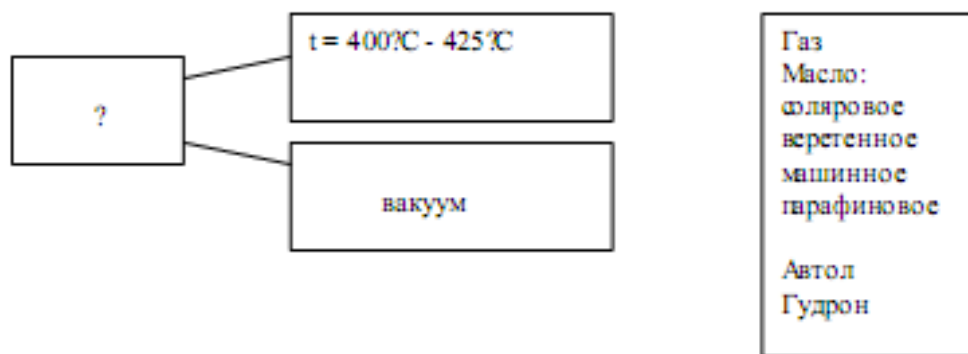 ?
t = 400?C - 425?C
вакуум
Газ
Масло:
соляровое
веретенное
машинное
парафиновое
Автол
Гудрон